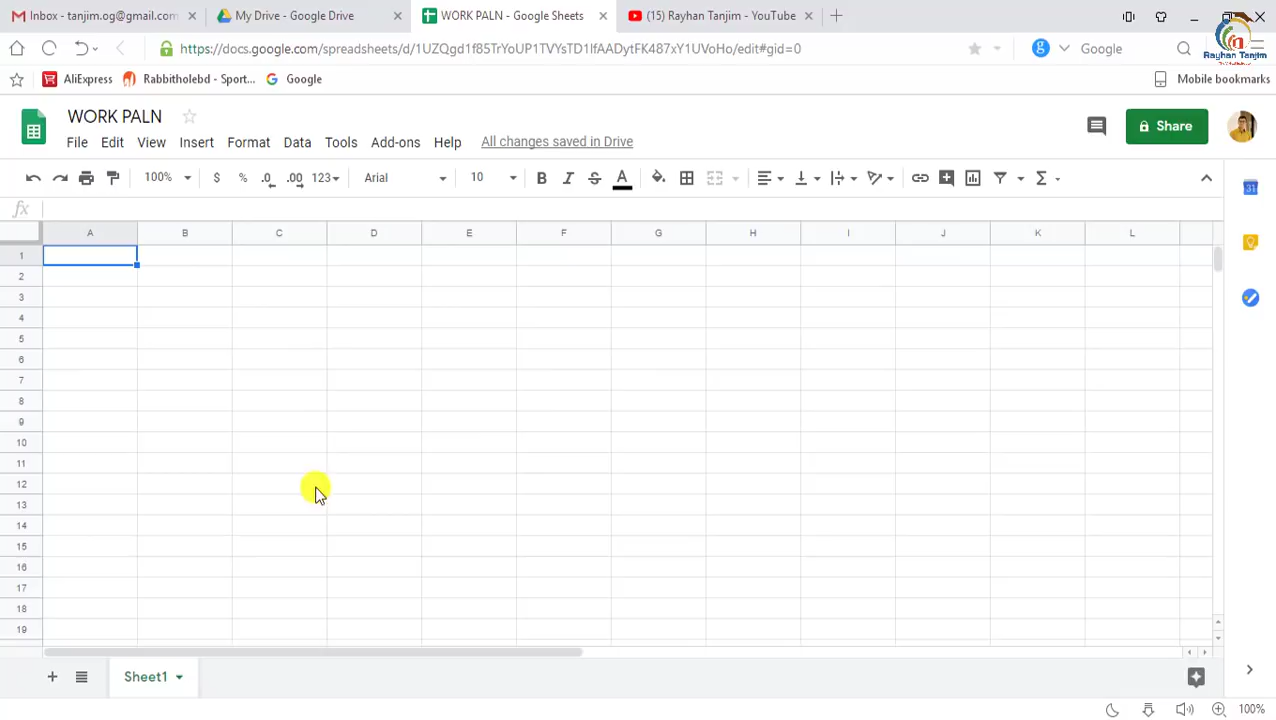 Inbox - tanjim.og@gmail.com
My Drive - Google Drive
WORK PALN - Google Sheets
(15) Rayhan Tanjim - YouTube
https://docs.google.com/spreadsheets/d/1UZQgd1f85TrYoUP1TVYsTD1lfAADytFK487xY1UVoHo/edit#gid=0
Google
Rayhan Tanjim
AliExpress
Rabbitholebd - Sport...
Google
Mobile bookmarks
WORK PALN
File Edit View Insert Format Data Tools Add-ons Help All changes saved in Drive
Share
100% $ % .0 .00 123 Arial 10 B I S A Σ
31
fx
A B C D E F G H I J K L
1
2
3
4
5
6
7
8
9
10
11
12
13
14
15
16
17
18
19
Sheet1
100%